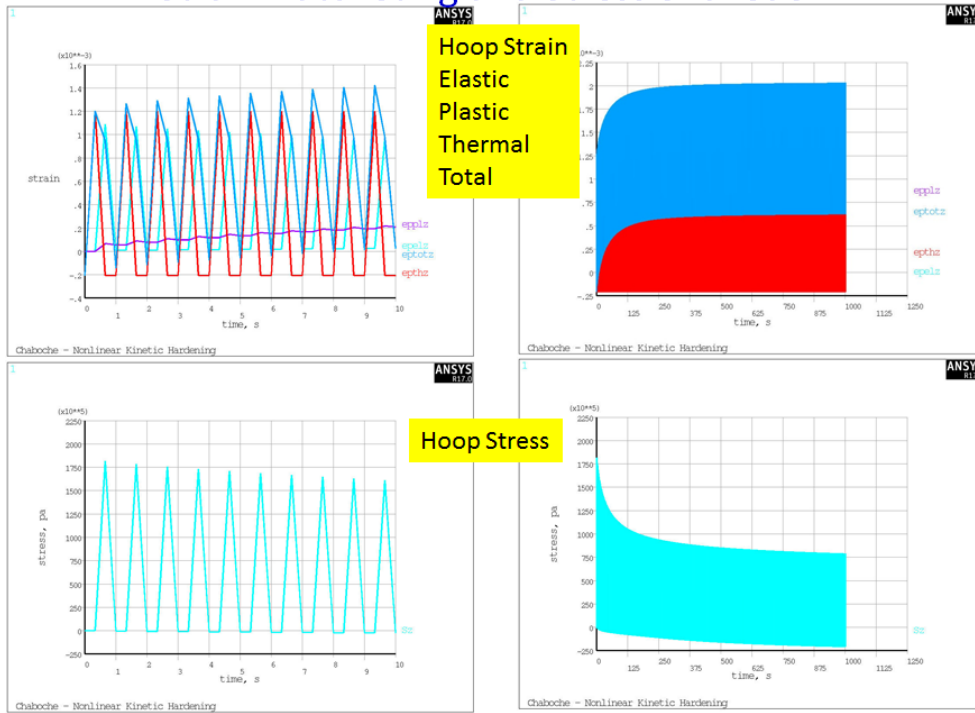 1
ANSYS
R17.0
(x10**-3)
1.6
1.4
1.2
1
.8
.6
.4
.2
0
-.2
-.4
strain
epplz
epelz
eptotz
epthz
0 1 2 3 4 5 6 7 8 9 10
time, s
Chaboche - Nonlinear Kinetic Hardening
Hoop Strain
Elastic
Plastic
Thermal
Total
ANSYS
(x10**-3)
2.25
2
1.75
1.5
1
.5
.25
0
-.25
epplz
eptotz
epthz
epelz
0 125 250 375 500 625 750 875 1000 1125 1250
time, s
Chaboche - Nonlinear Kinetic Hardening
1
ANSYS
R17.0
(x10**5)
2250
2000
1750
1500
1250
1000
750
500
250
0
-250
stress, pa
Sz
0 1 2 3 4 5 6 7 8 9 10
time, s
Chaboche - Nonlinear Kinetic Hardening
Hoop Stress
1
ANSYS
(x10**5)
2250
2000
1750
1500
1250
1000
750
500
250
0
-250
stress, pa
Sz
0 125 250 375 500 625 750 875 1000 1125 1250
time, s
Chaboche - Nonlinear Kinetic Hardening